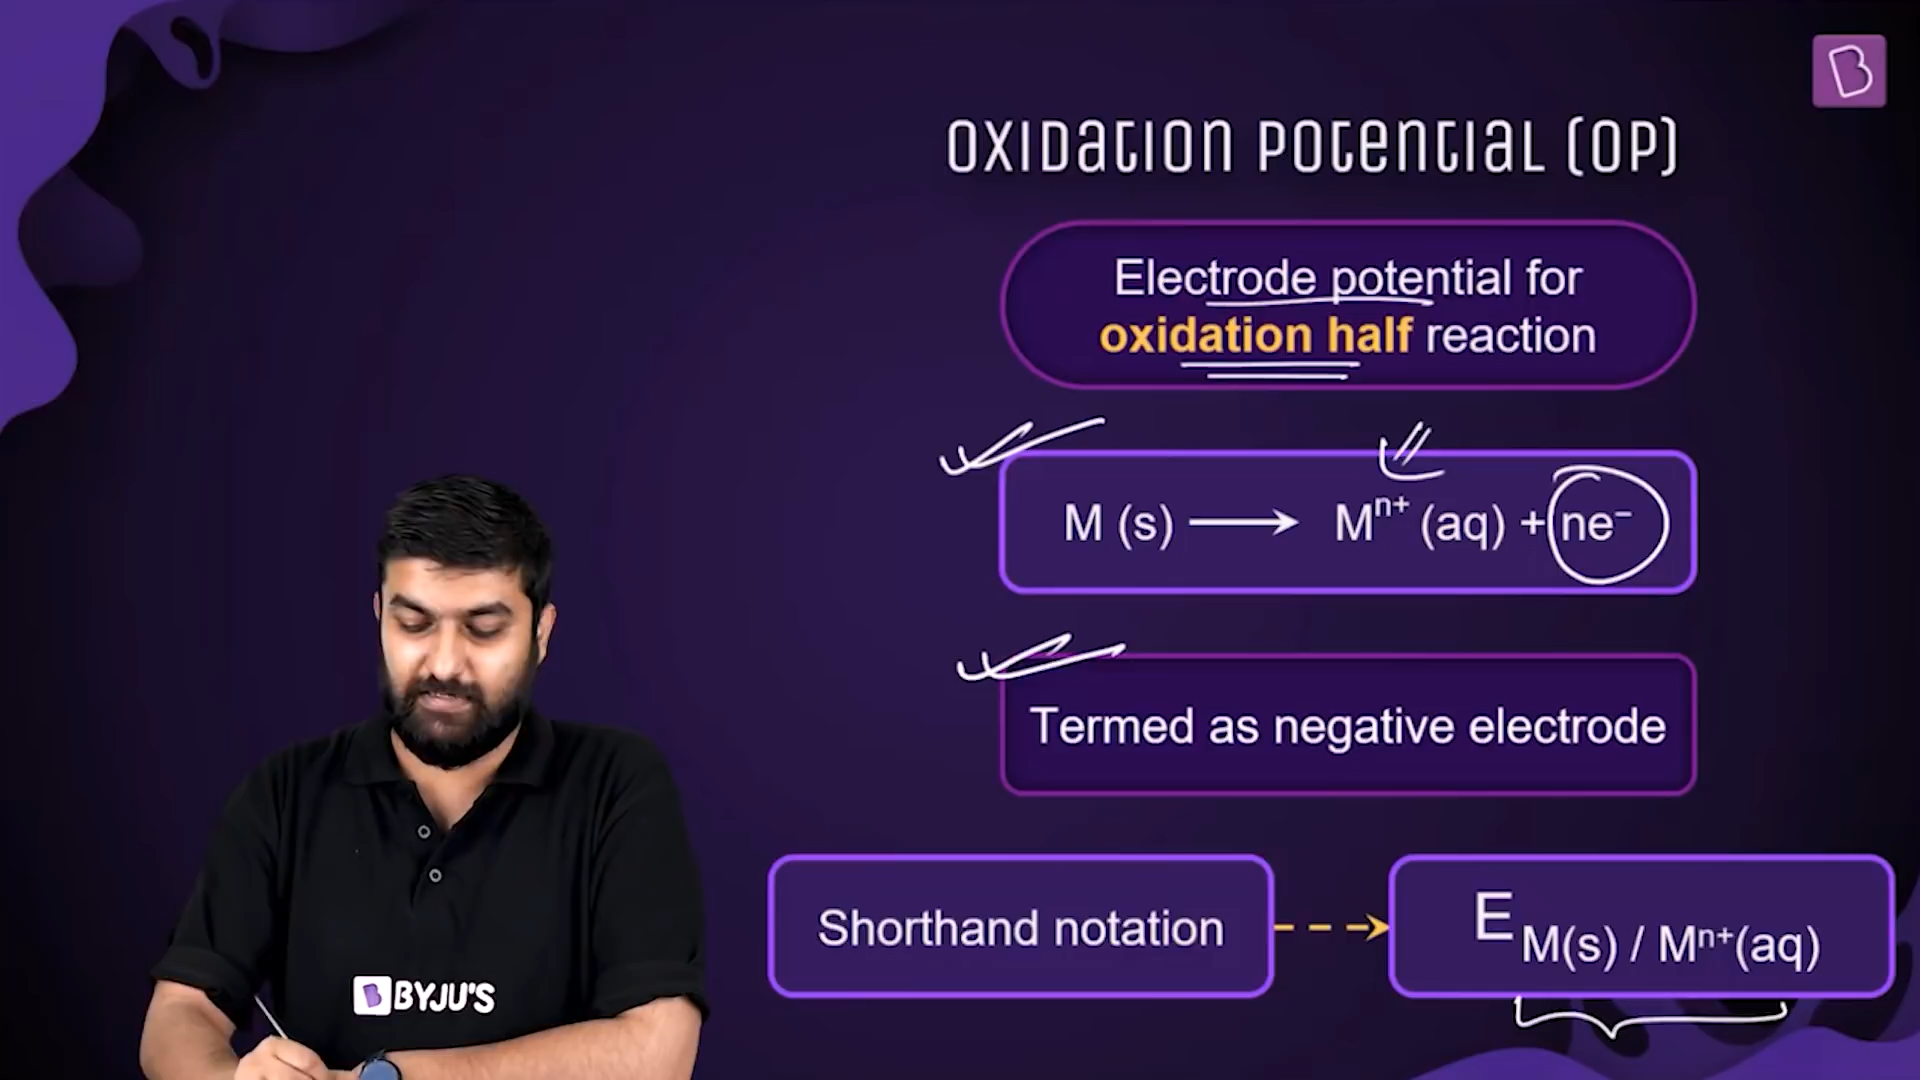 OXIDATION POTENTIAL (OP)
Electrode potential for
oxidation half reaction
M (s) ⟶ Mⁿ⁺ (aq) + ne⁻
Termed as negative electrode
Shorthand notation
E M(s) / Mⁿ⁺(aq)
B BYJU'S